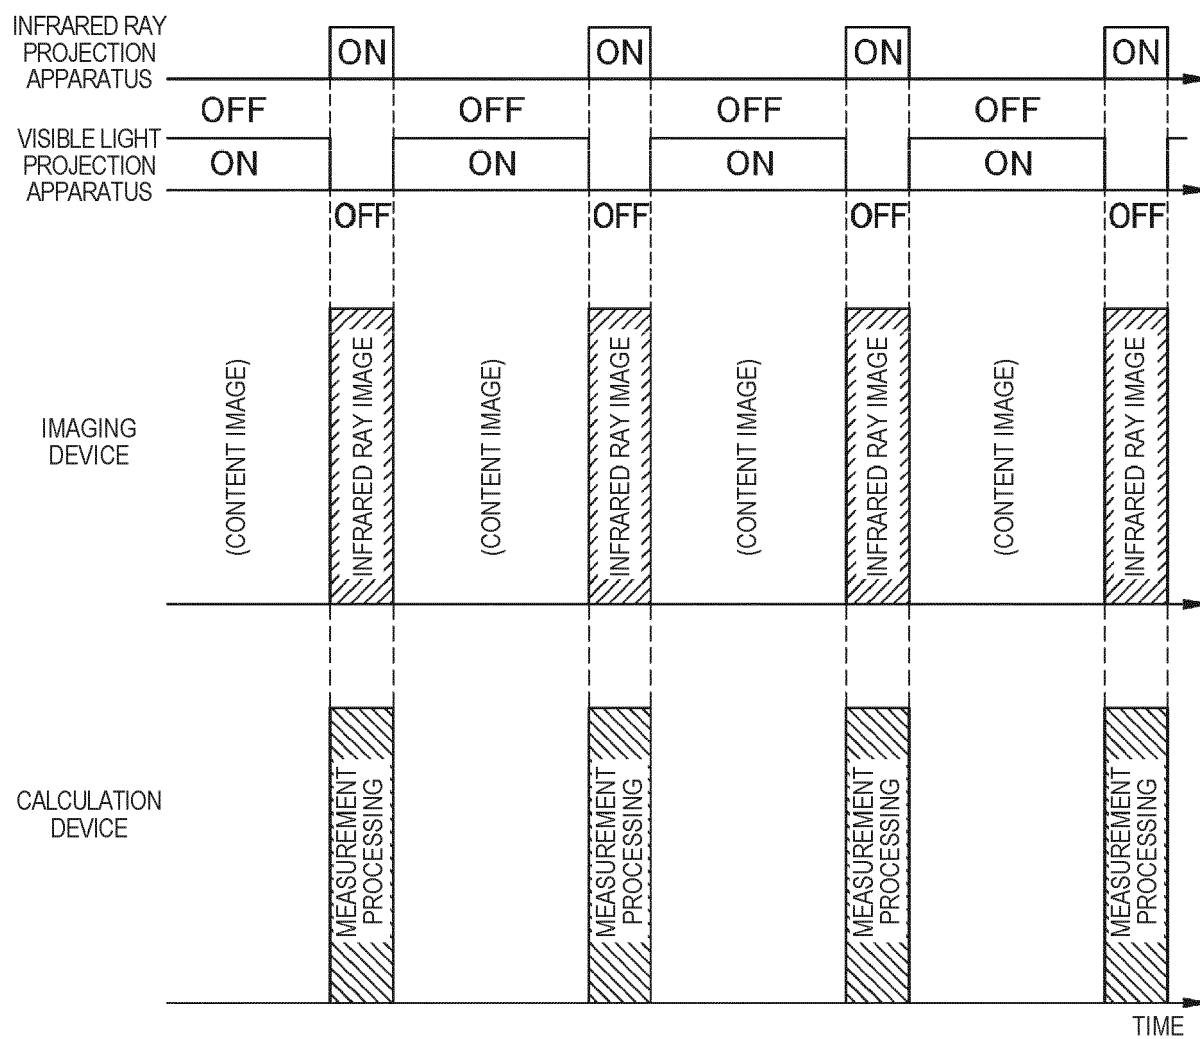 INFRARED RAY
PROJECTION
APPARATUS
ON ON ON ON
OFF OFF OFF OFF
VISIBLE LIGHT
PROJECTION
APPARATUS
ON ON ON ON
OFF OFF OFF OFF
IMAGING
DEVICE
(CONTENT IMAGE)
INFRARED RAY IMAGE
(CONTENT IMAGE)
INFRARED RAY IMAGE
(CONTENT IMAGE)
INFRARED RAY IMAGE
(CONTENT IMAGE)
INFRARED RAY IMAGE
CALCULATION
DEVICE
MEASUREMENT
PROCESSING
MEASUREMENT
PROCESSING
MEASUREMENT
PROCESSING
MEASUREMENT
PROCESSING
TIME